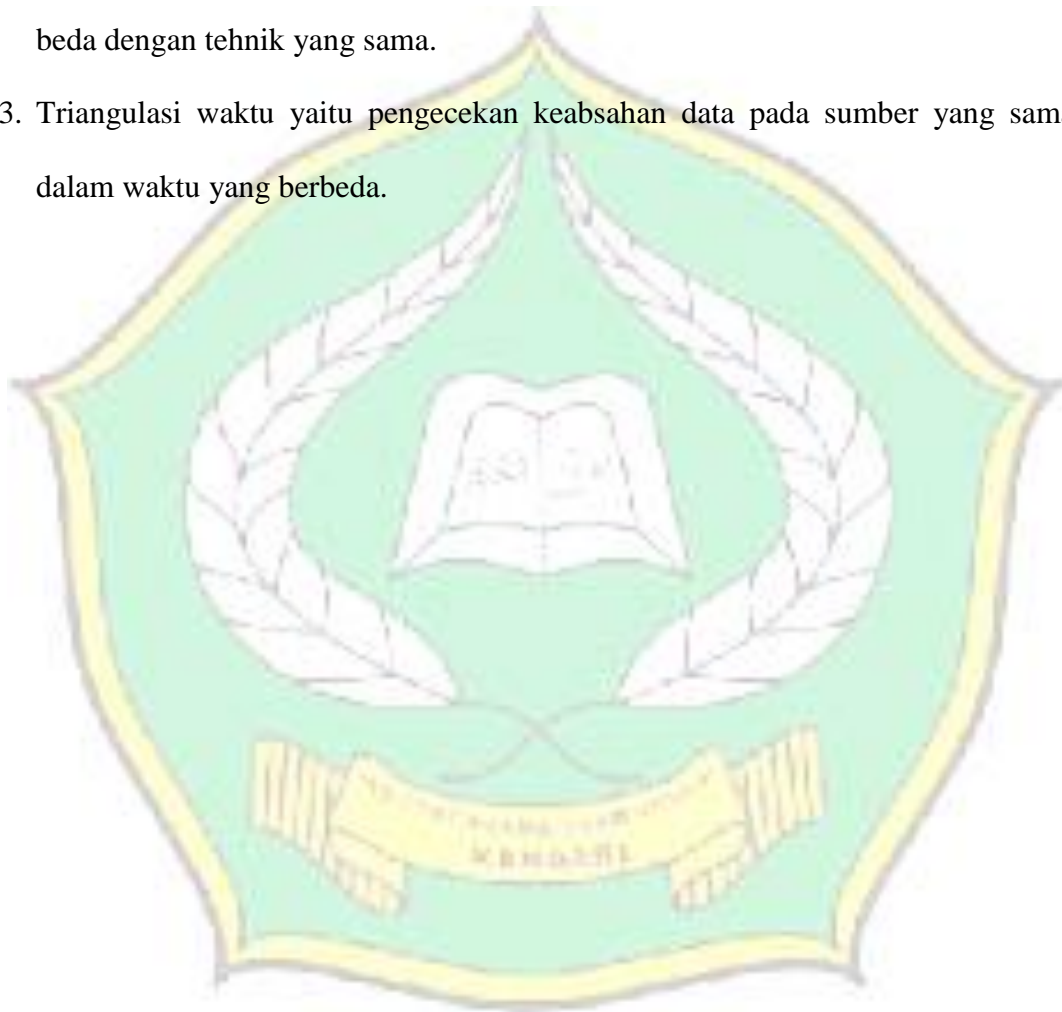 beda dengan tehnik yang sama.
3. Triangulasi waktu yaitu pengecekan keabsahan data pada sumber yang sama
dalam waktu yang berbeda.
KENDARI